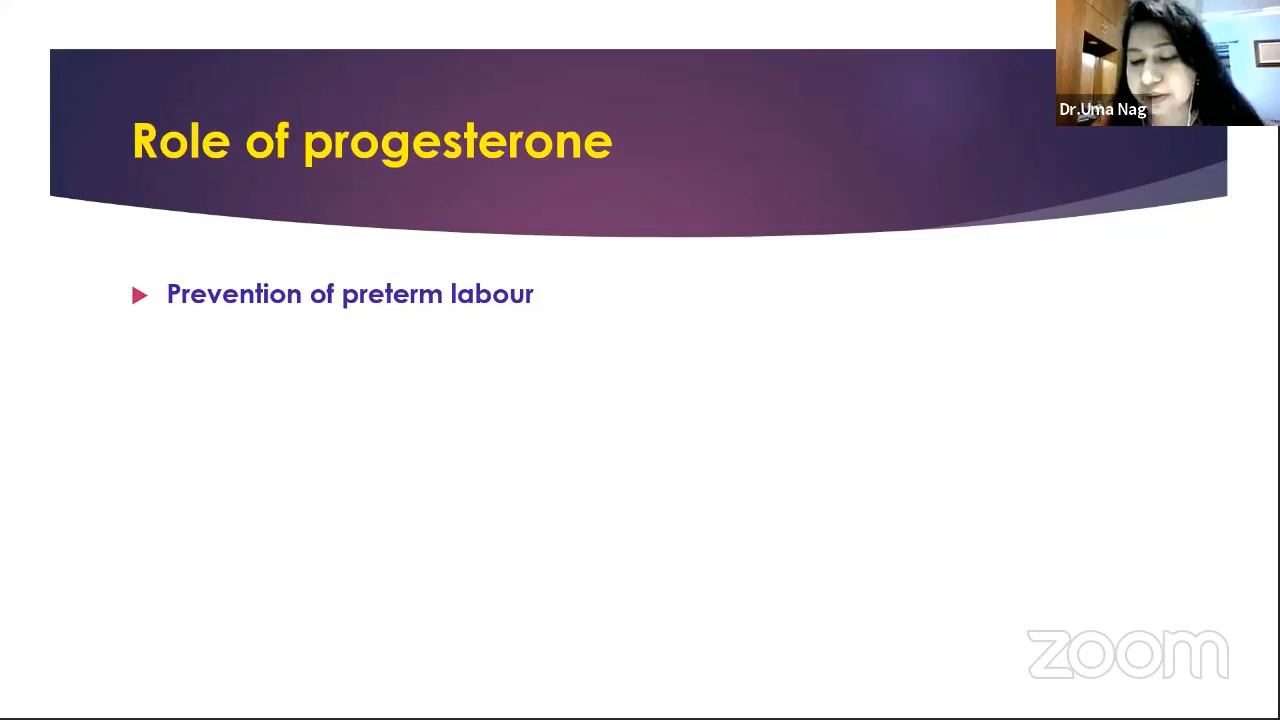 Role of progesterone
Dr.Uma Nag
Prevention of preterm labour
zoom